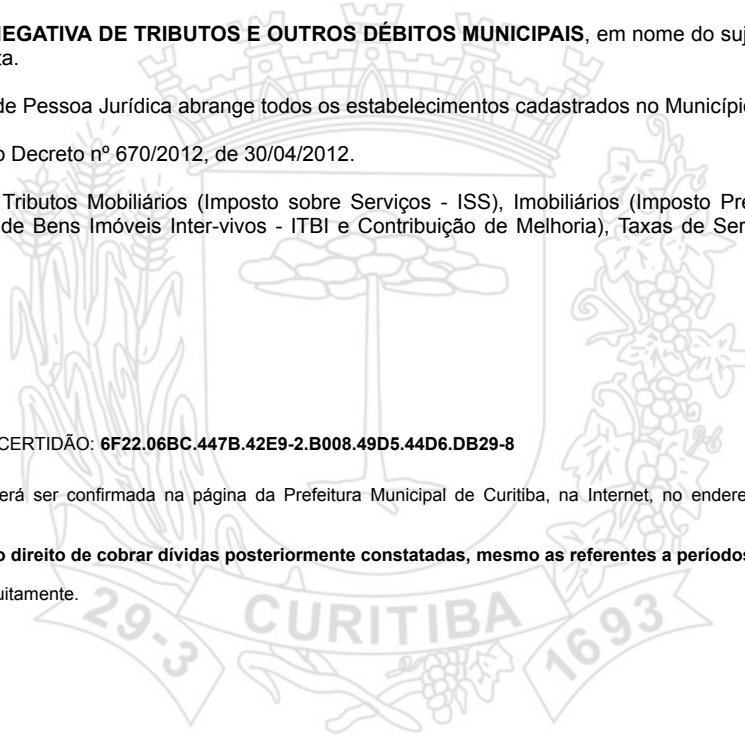 EGATIVA DE TRIBUTOS E OUTROS DÉBITOS MUNICIPAIS, em nome do suj
ta.
de Pessoa Jurídica abrange todos os estabelecimentos cadastrados no Municípi
o Decreto nº 670/2012, de 30/04/2012.
Tributos Mobiliários (Imposto sobre Serviços - ISS), Imobiliários (Imposto Pre
de Bens Imóveis Inter-vivos - ITBI e Contribuição de Melhoria), Taxas de Ser
CERTIDÃO: 6F22.06BC.447B.42E9-2.B008.49D5.44D6.DB29-8
erá ser confirmada na página da Prefeitura Municipal de Curitiba, na Internet, no endere
o direito de cobrar dívidas posteriormente constatadas, mesmo as referentes a períodos
uitamente.
29-3 CURITIBA 1693